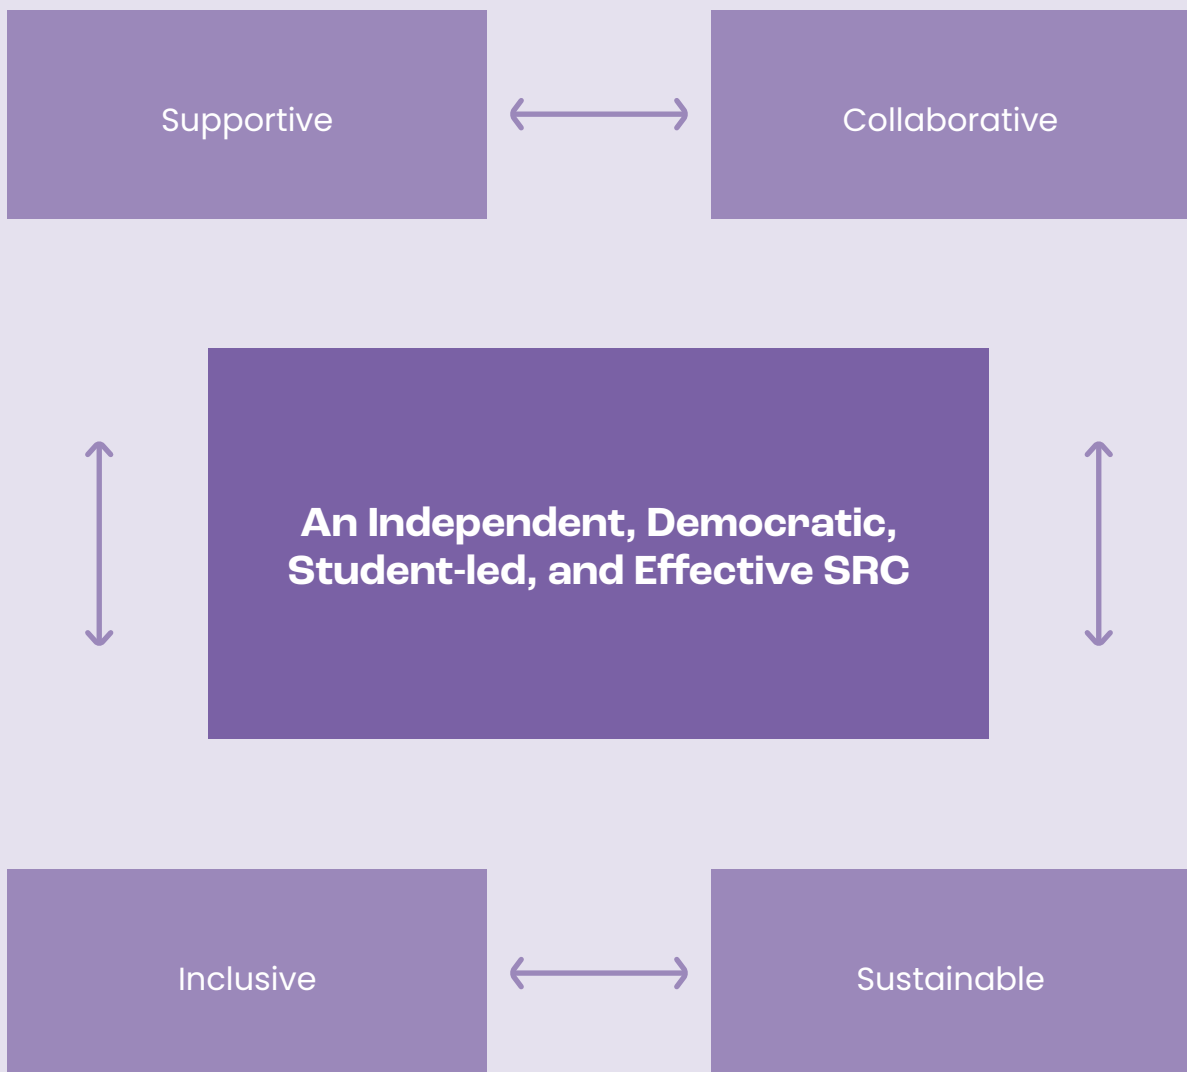 Supportive
Collaborative
An Independent, Democratic,
Student-led, and Effective SRC
Inclusive
Sustainable